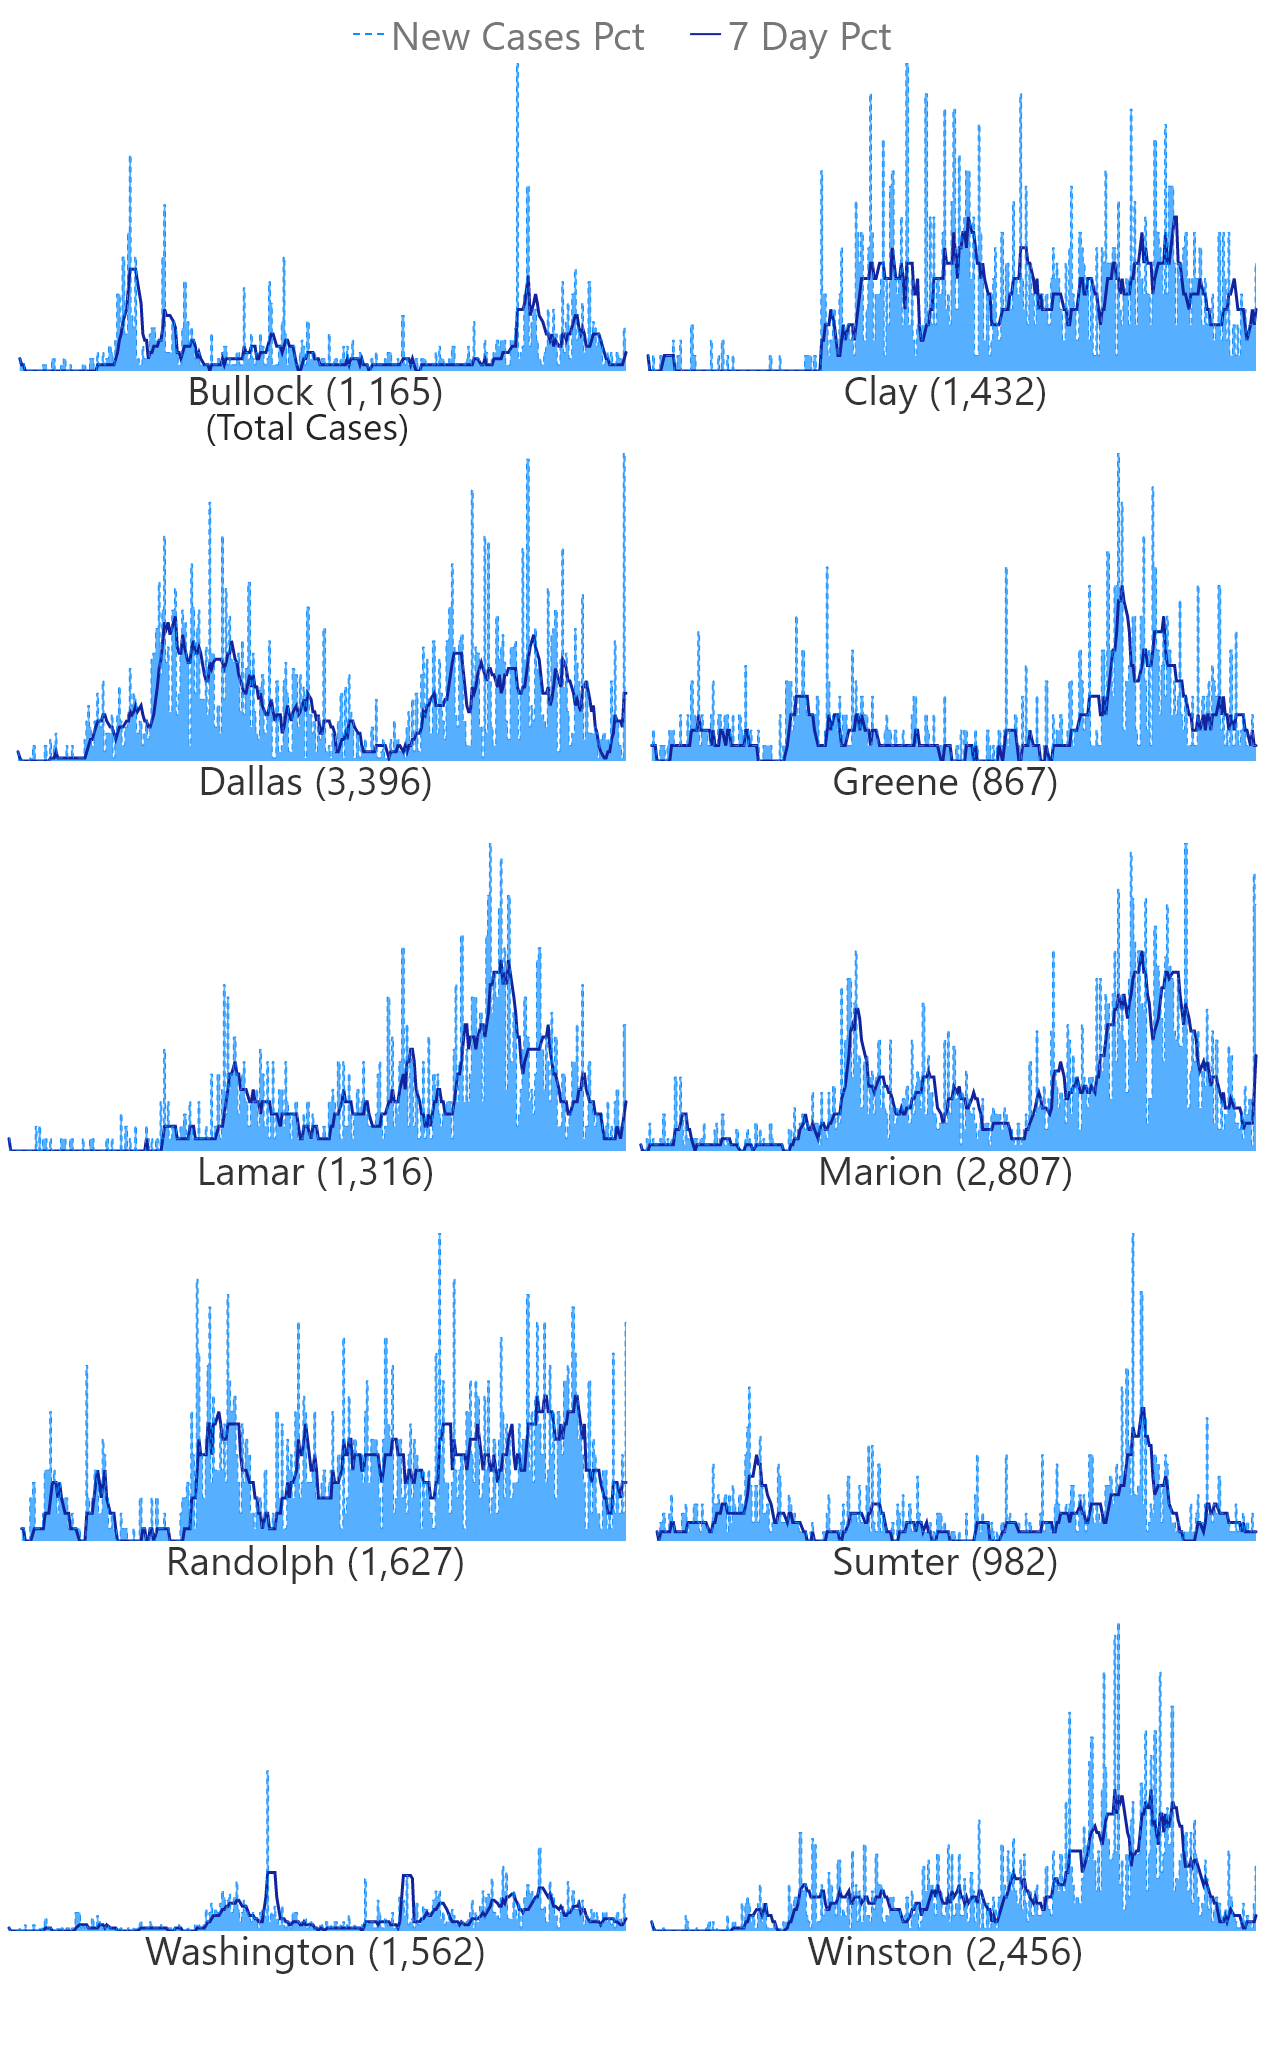 New Cases Pct 7 Day Pct
Bullock (1,165) Clay (1,432)
(Total Cases)
Dallas (3,396) Greene (867)
Lamar (1,316) Marion (2,807)
Randolph (1,627) Sumter (982)
Washington (1,562) Winston (2,456)